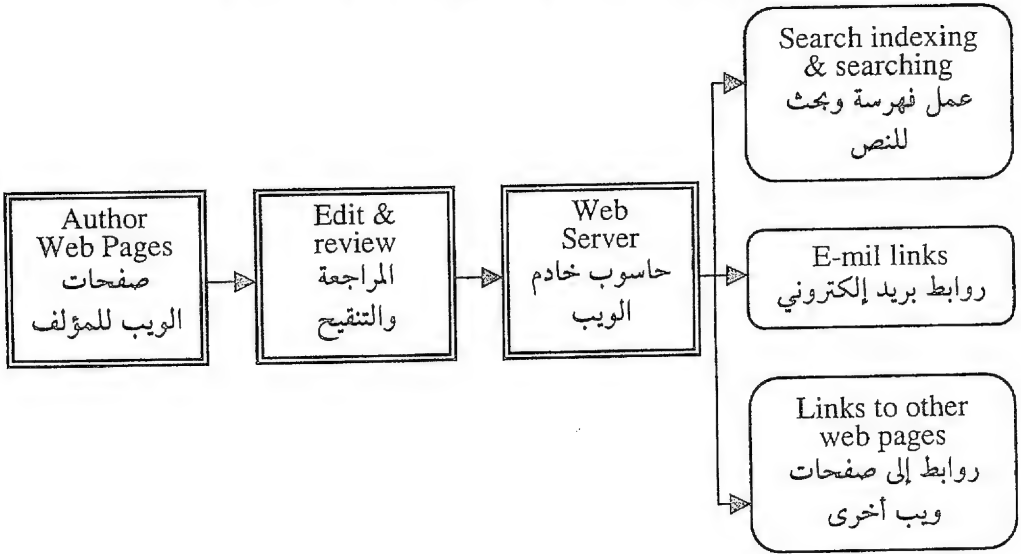 Author
Web Pages
صفحات
الويب للمؤلف
Edit &
review
المراجعة
والتنقيح
Web
Server
حاسوب خادم
الويب
Search indexing
& searching
عمل فهرسة وبحث
للنص
E-mil links
روابط بريد إلكتروني
Links to other
web pages
روابط إلى صفحات
ويب أخرى